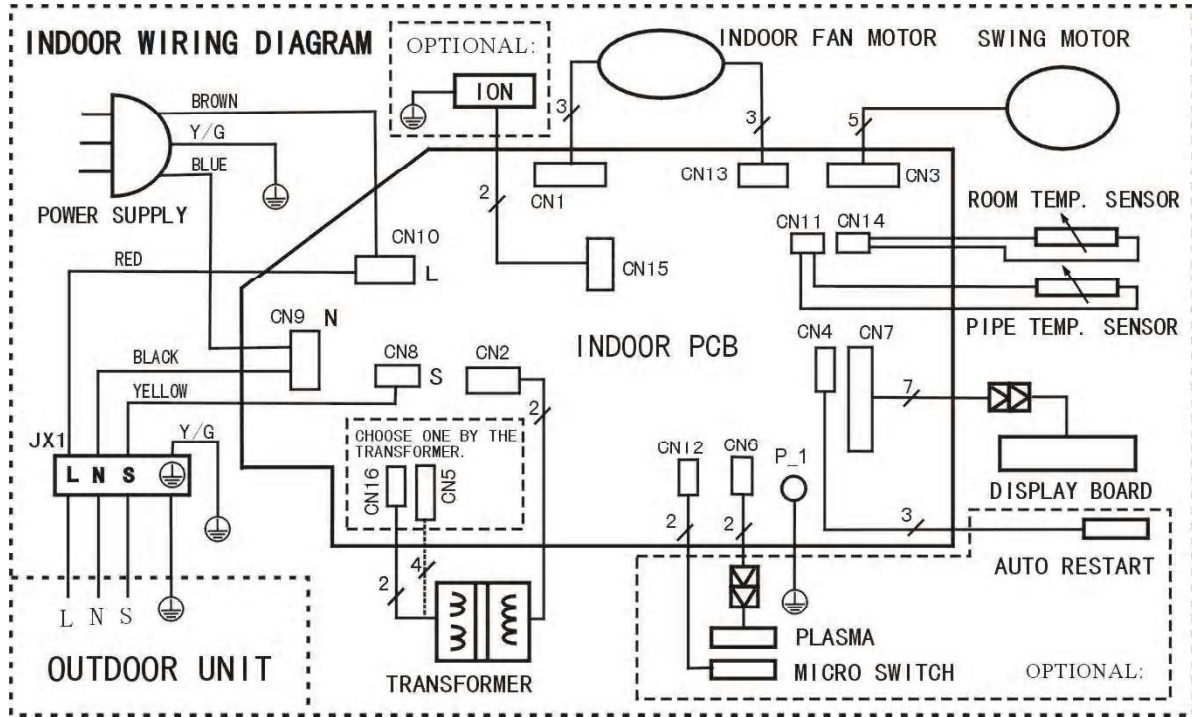 INDOOR WIRING DIAGRAM
OPTIONAL:
ION
INDOOR FAN MOTOR
SWING MOTOR
BROWN
Y/G
BLUE
POWER SUPPLY
3
3
5
2
CN1
CN13
CN3
ROOM TEMP. SENSOR
CN11
CN14
CN10
L
RED
CN15
CN9
N
PIPE TEMP. SENSOR
CN4
CN7
INDOOR PCB
BLACK
CN8
S
CN2
YELLOW
2
7
JX1
Y/G
L N S
CHOOSE ONE BY THE
TRANSFORMER.
CN16
CN5
CN12
CN6
P_1
DISPLAY BOARD
2
2
3
AUTO RESTART
2
4
L N S
OUTDOOR UNIT
TRANSFORMER
PLASMA
MICRO SWITCH
OPTIONAL: